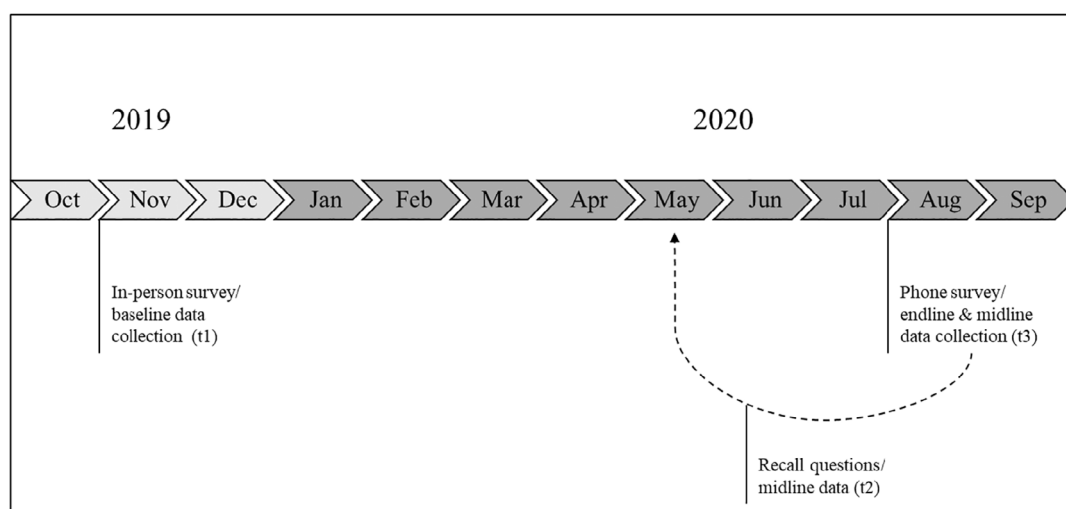 2019 2020
Oct Nov Dec Jan Feb Mar Apr May Jun Jul Aug Sep
In-person survey/
baseline data
collection (t1)
Phone survey/
endline & midline
data collection (t3)
Recall questions/
midline data (t2)